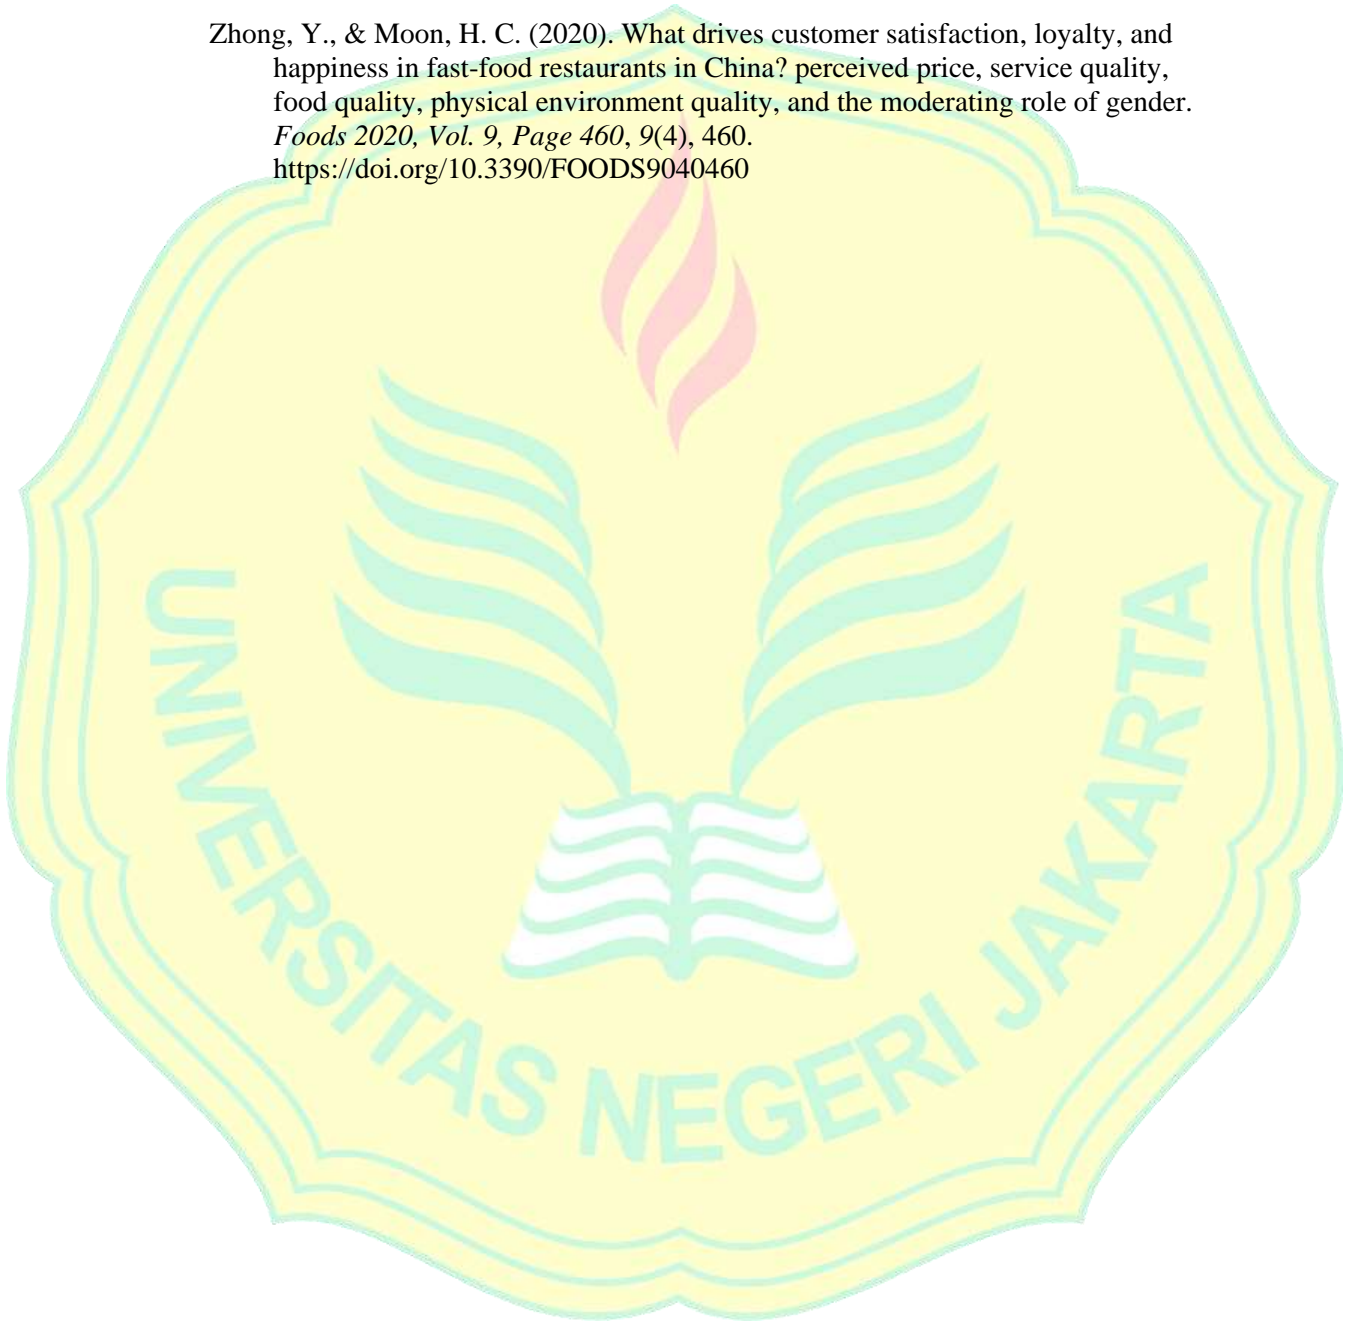 Zhong, Y., & Moon, H. C. (2020). What drives customer satisfaction, loyalty, and
happiness in fast-food restaurants in China? perceived price, service quality,
food quality, physical environment quality, and the moderating role of gender.
Foods 2020, Vol. 9, Page 460, 9(4), 460.
https://doi.org/10.3390/FOODS9040460
UNIVERSITAS NEGERI JAKARTA